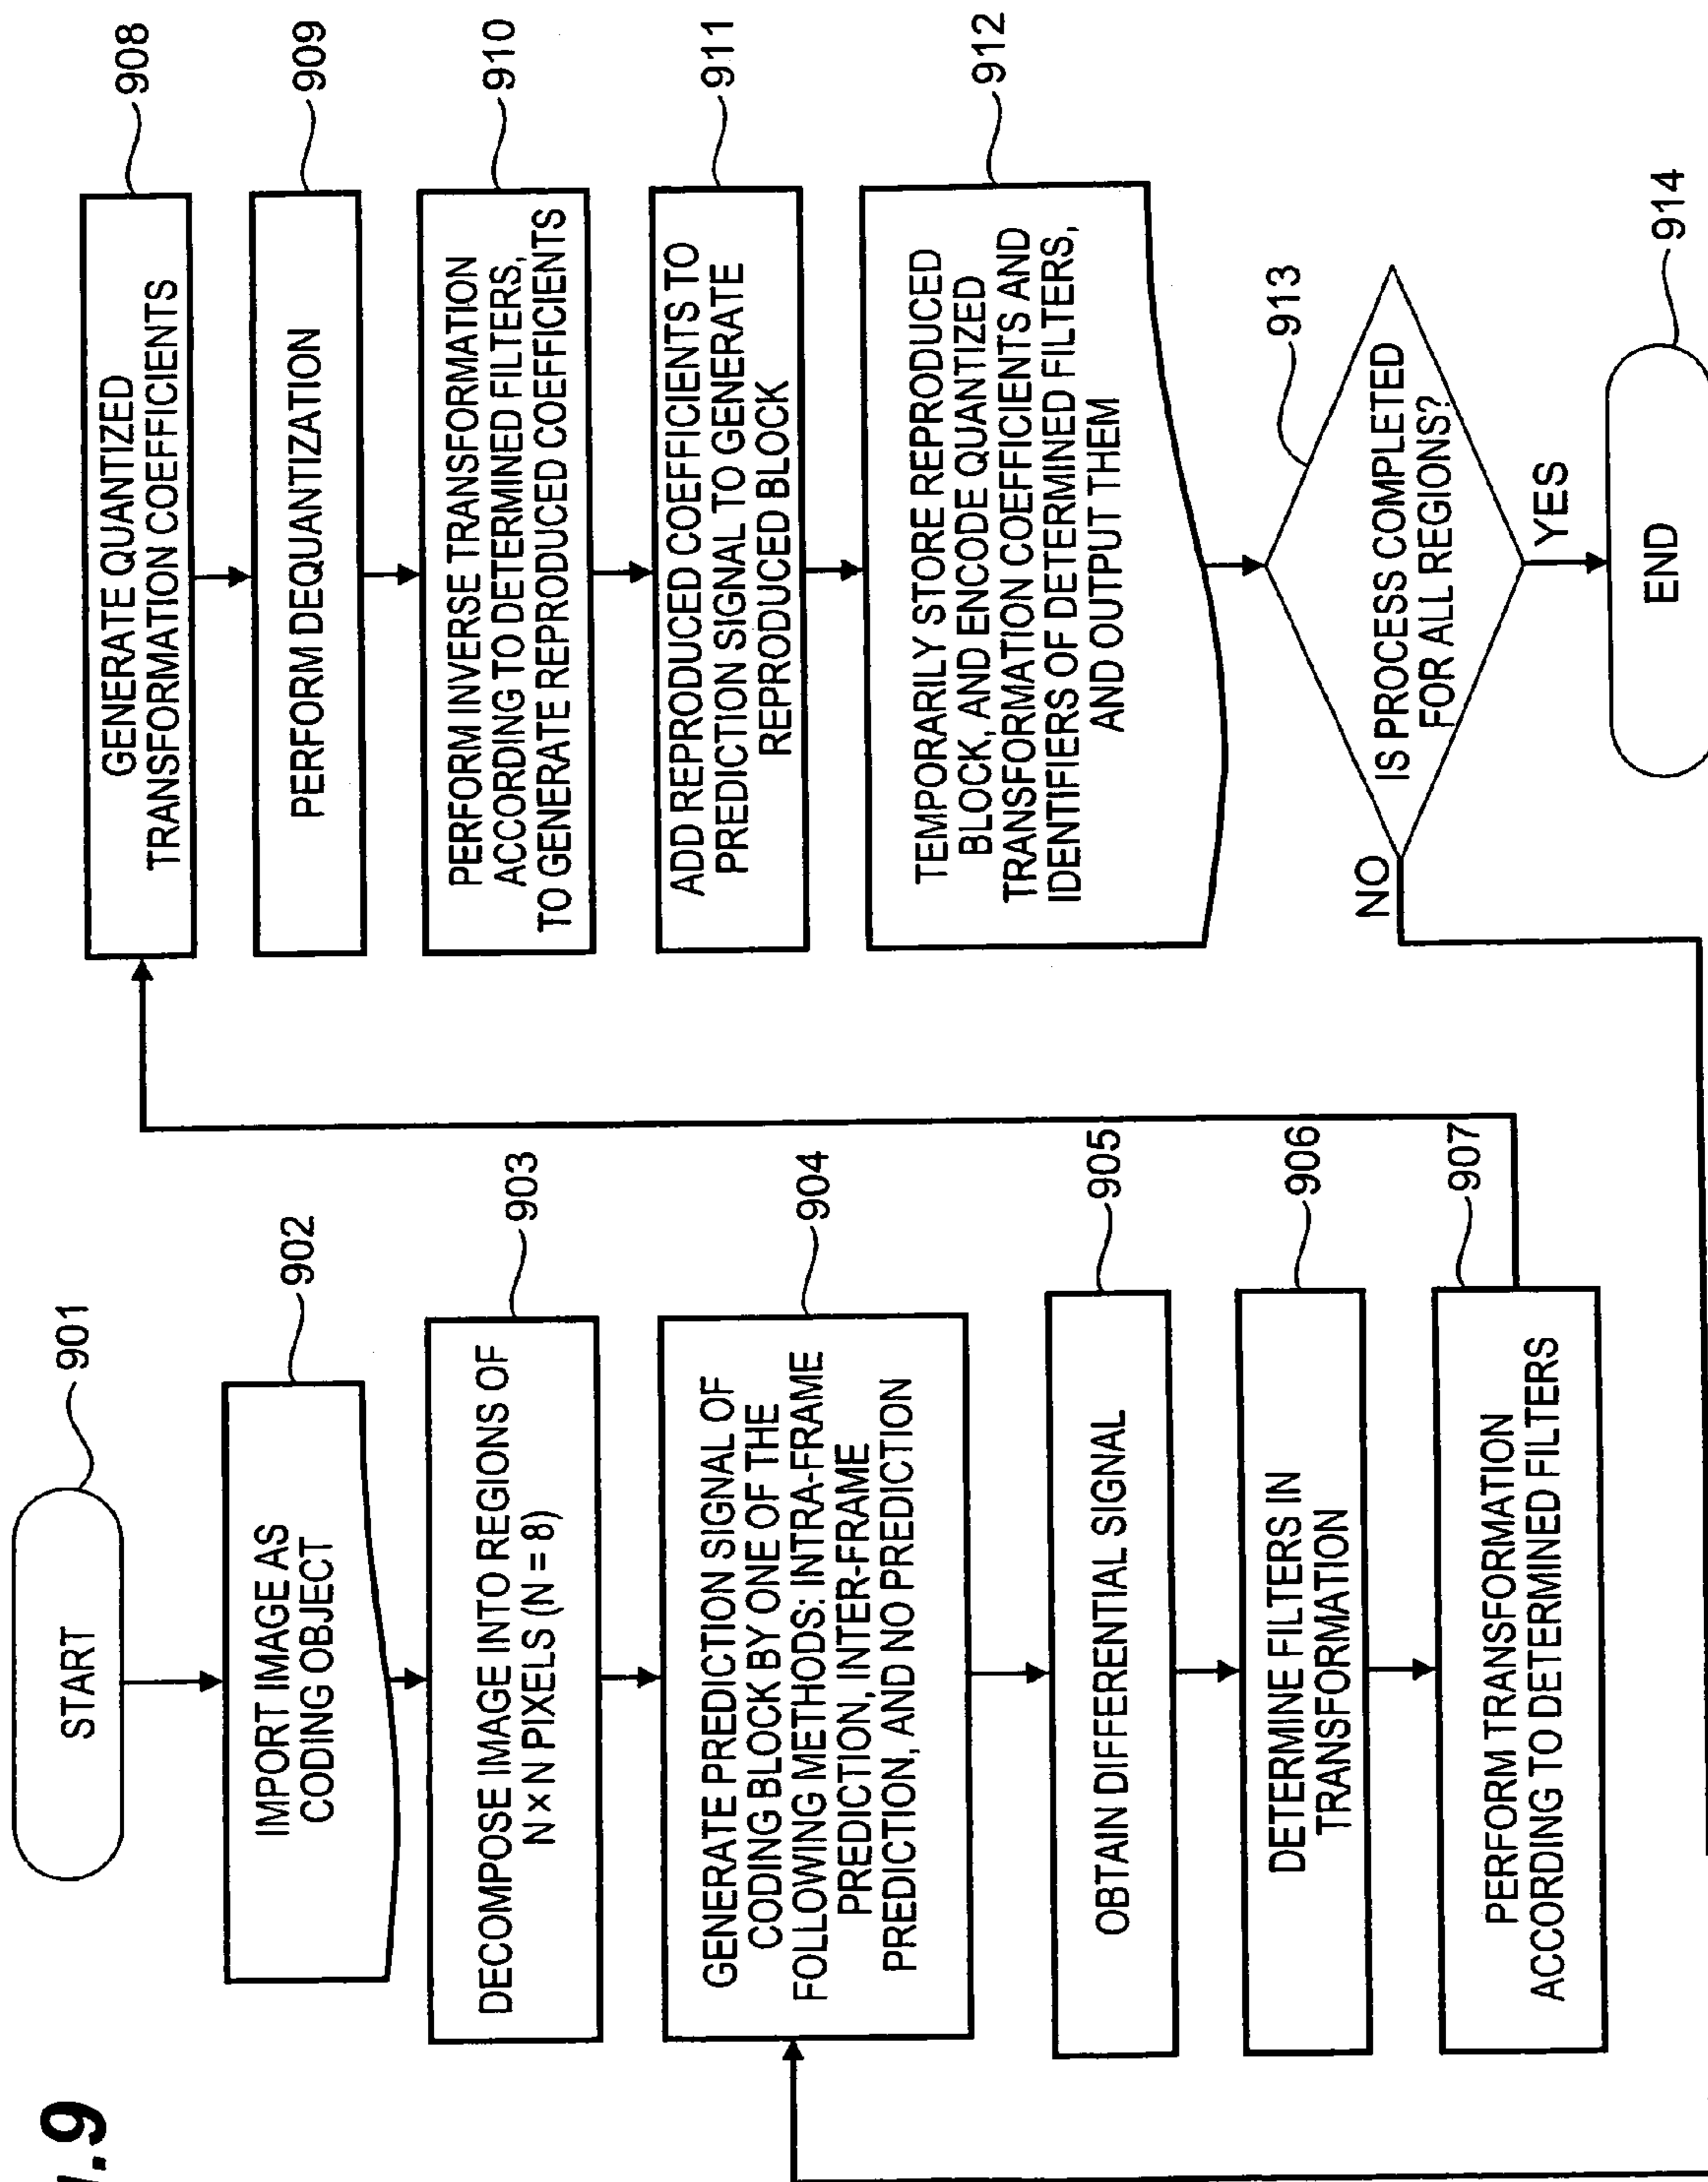 .9
START
901
IMPORT IMAGE AS
CODING OBJECT
902
DECOMPOSE IMAGE INTO REGIONS OF
N × N PIXELS (N = 8)
903
GENERATE PREDICTION SIGNAL OF
CODING BLOCK BY ONE OF THE
FOLLOWING METHODS: INTRA-FRAME
PREDICTION, INTER-FRAME
PREDICTION, AND NO PREDICTION
904
OBTAIN DIFFERENTIAL SIGNAL
905
DETERMINE FILTERS IN
TRANSFORMATION
906
PERFORM TRANSFORMATION
ACCORDING TO DETERMINED FILTERS
907
GENERATE QUANTIZED
TRANSFORMATION COEFFICIENTS
908
PERFORM DEQUANTIZATION
909
PERFORM INVERSE TRANSFORMATION
ACCORDING TO DETERMINED FILTERS,
TO GENERATE REPRODUCED COEFFICIENTS
910
ADD REPRODUCED COEFFICIENTS TO
PREDICTION SIGNAL TO GENERATE
REPRODUCED BLOCK
911
TEMPORARILY STORE REPRODUCED
BLOCK, AND ENCODE QUANTIZED
TRANSFORMATION COEFFICIENTS AND
IDENTIFIERS OF DETERMINED FILTERS,
AND OUTPUT THEM
912
IS PROCESS COMPLETED
FOR ALL REGIONS?
913
NO
YES
END
914